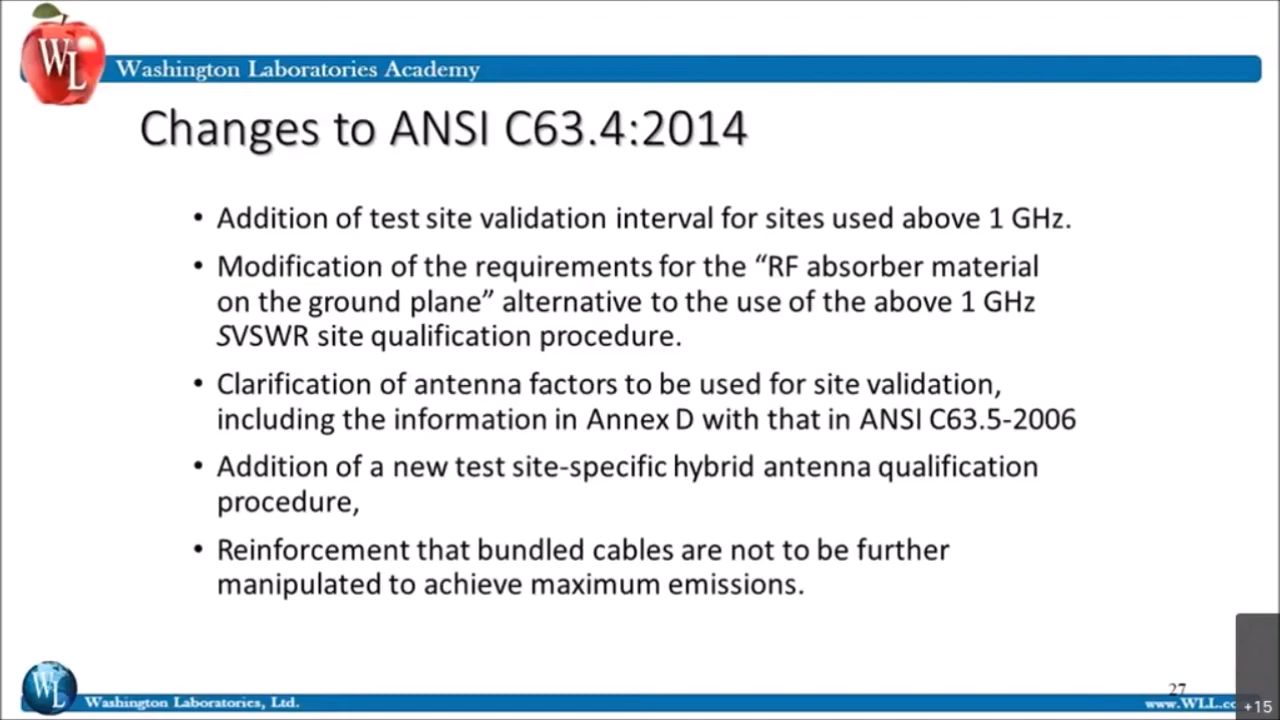 WL
Washington Laboratories Academy
Changes to ANSI C63.4:2014
• Addition of test site validation interval for sites used above 1 GHz.
• Modification of the requirements for the “RF absorber material
on the ground plane” alternative to the use of the above 1 GHz
SVSWR site qualification procedure.
• Clarification of antenna factors to be used for site validation,
including the information in Annex D with that in ANSI C63.5-2006
• Addition of a new test site-specific hybrid antenna qualification
procedure,
• Reinforcement that bundled cables are not to be further
manipulated to achieve maximum emissions.
27
WL
Washington Laboratories, Ltd.
www.WLL.co
+15